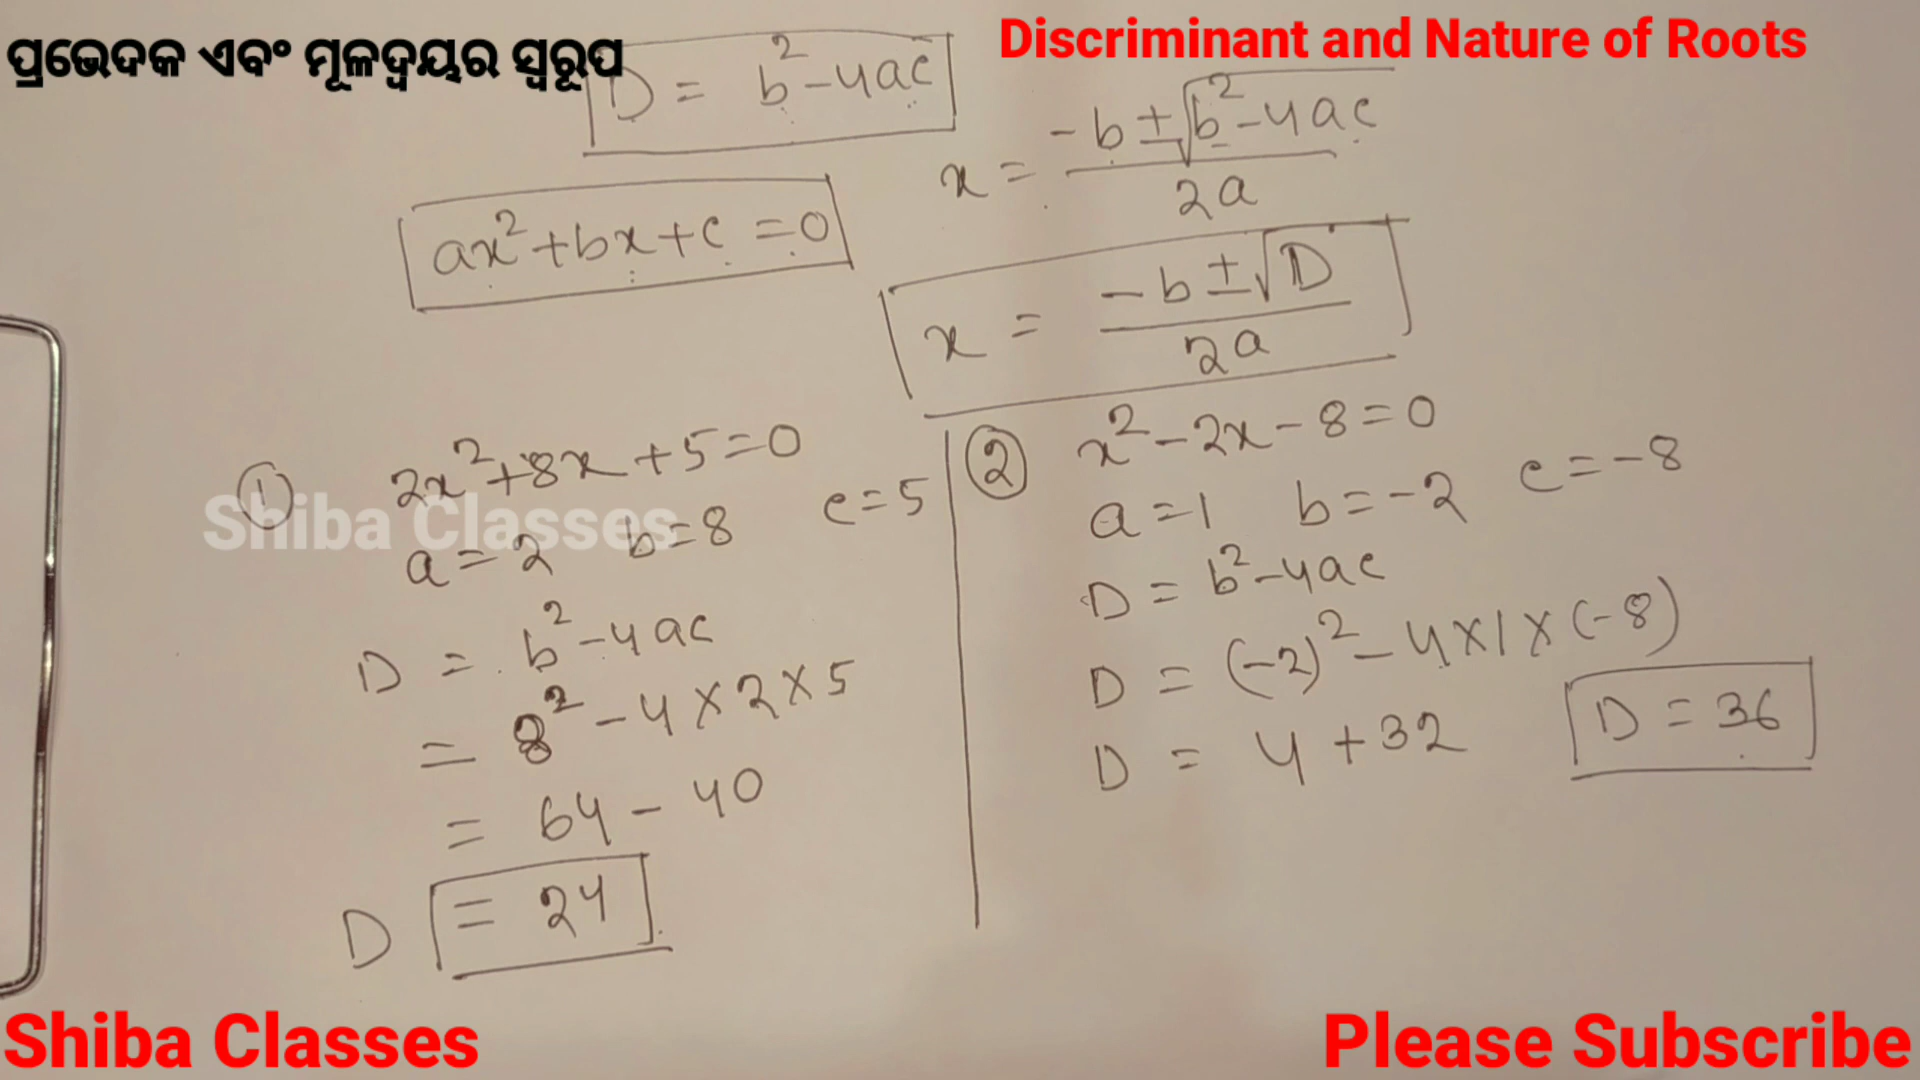 ପ୍ରଭେଦକ ଏବଂ ମୂଳଦ୍ୱୟର ସ୍ୱରୂପ
Discriminant and Nature of Roots
D = b² - 4ac
x = (-b ± √(b² - 4ac)) / 2a
ax² + bx + c = 0
x = (-b ± √D) / 2a
① 2x² + 8x + 5 = 0
a = 2 b = 8 c = 5
D = b² - 4ac
= 8² - 4 × 2 × 5
= 64 - 40
D = 24
② x² - 2x - 8 = 0
a = 1 b = -2 c = -8
D = b² - 4ac
D = (-2)² - 4 × 1 × (-8)
D = 4 + 32
D = 36
Shiba Classes
Shiba Classes
Please Subscribe